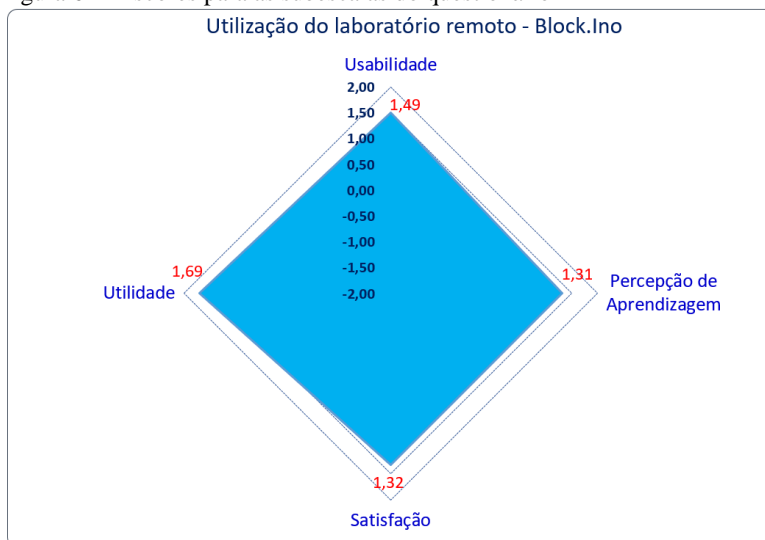 Utilização do laboratório remoto - Block.Ino
Usabilidade
2,00
1,50
1,49
1,00
0,50
0,00
-0,50
-1,00
-1,50
-2,00
1,69
Utilidade
1,31
Percepção de
Aprendizagem
1,32
Satisfação